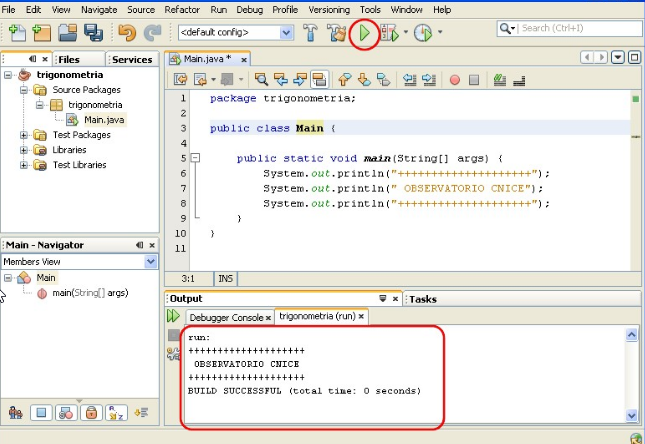 File Edit View Navigate Source Refactor Run Debug Profile Versioning Tools Window Help
<default config>
Search (Ctrl+I)
Files
Services
trigonometria
Source Packages
trigonometria
Main.java
Test Packages
Libraries
Test Libraries
Main.java *
1 package trigonometria;
2
3 public class Main {
4
5 public static void main(String[] args) {
6 System.out.println("++++++++++++++++++++");
7 System.out.println(" OBSERVATORIO CNICE");
8 System.out.println("++++++++++++++++++++");
9 }
10 }
11
3:1 INS
Main - Navigator
Members View
Main
main(String[] args)
Output
Tasks
Debugger Console
trigonometria (run)
run:
++++++++++++++++++++
OBSERVATORIO CNICE
++++++++++++++++++++
BUILD SUCCESSFUL (total time: 0 seconds)